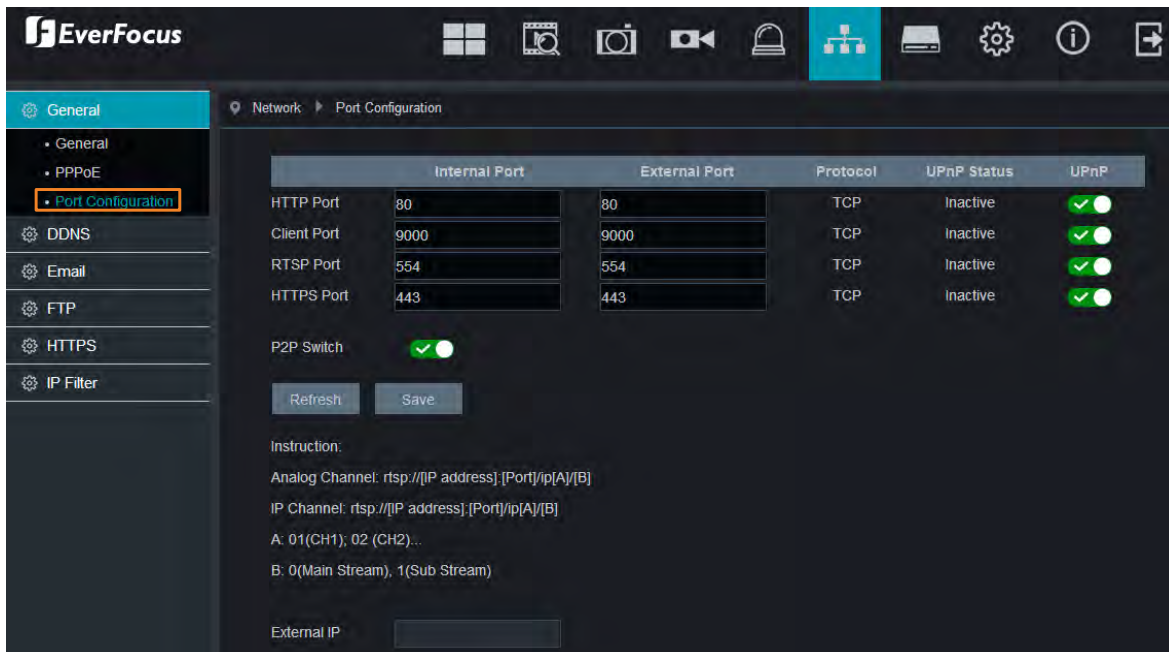 EverFocus
General
Network Port Configuration
• General
• PPPoE
• Port Configuration
DDNS
Email
FTP
HTTPS
IP Filter
Internal Port External Port Protocol UPnP Status UPnP
HTTP Port 80 80 TCP Inactive
Client Port 9000 9000 TCP Inactive
RTSP Port 554 554 TCP Inactive
HTTPS Port 443 443 TCP Inactive
P2P Switch
Refresh Save
Instruction:
Analog Channel: rtsp://[IP address]:[Port]/ip[A]/[B]
IP Channel: rtsp://[IP address]:[Port]/ip[A]/[B]
A: 01(CH1); 02 (CH2)...
B: 0(Main Stream), 1(Sub Stream)
External IP